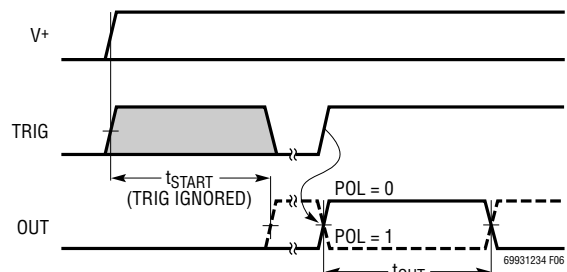 V+
TRIG
tSTART
(TRIG IGNORED)
POL = 0
OUT
POL = 1
69931234 F06
tOUT